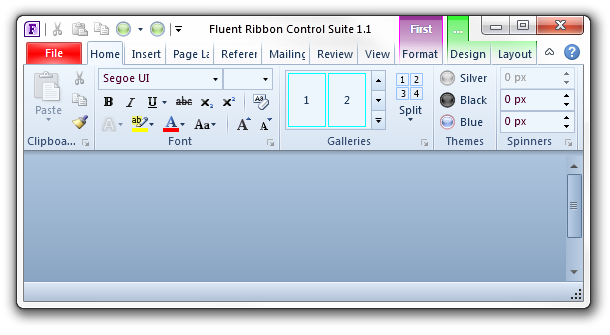 F Fluent Ribbon Control Suite 1.1 First ...
File Home Insert Page La Referer Mailing Review View Format Design Layout ?
Segoe UI 1 2 1 2 Silver 0 px
3 4 Black 0 px
Paste B I U abc x₂ x² AB Split Blue 0 px
A ab A Aa A A
Clipboa... Font Galleries Themes Spinners